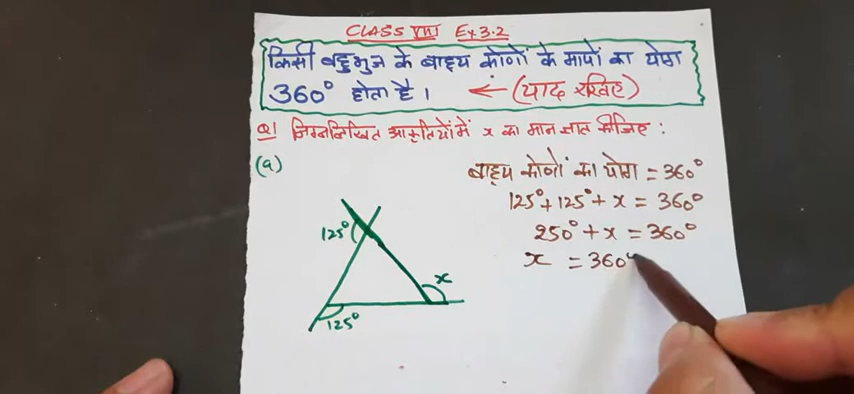 CLASS VIII Ex 3.2
किसी बहुभुज के बाह्य कोणों के मापों का योग
360° होता है। ← (याद रखिए)
Q1 निम्नलिखित आकृतियों में x का मान ज्ञात कीजिए :
(a)
बाह्य कोणों का योग = 360°
125° + 125° + x = 360°
250° + x = 360°
x = 360°
125°
x
125°